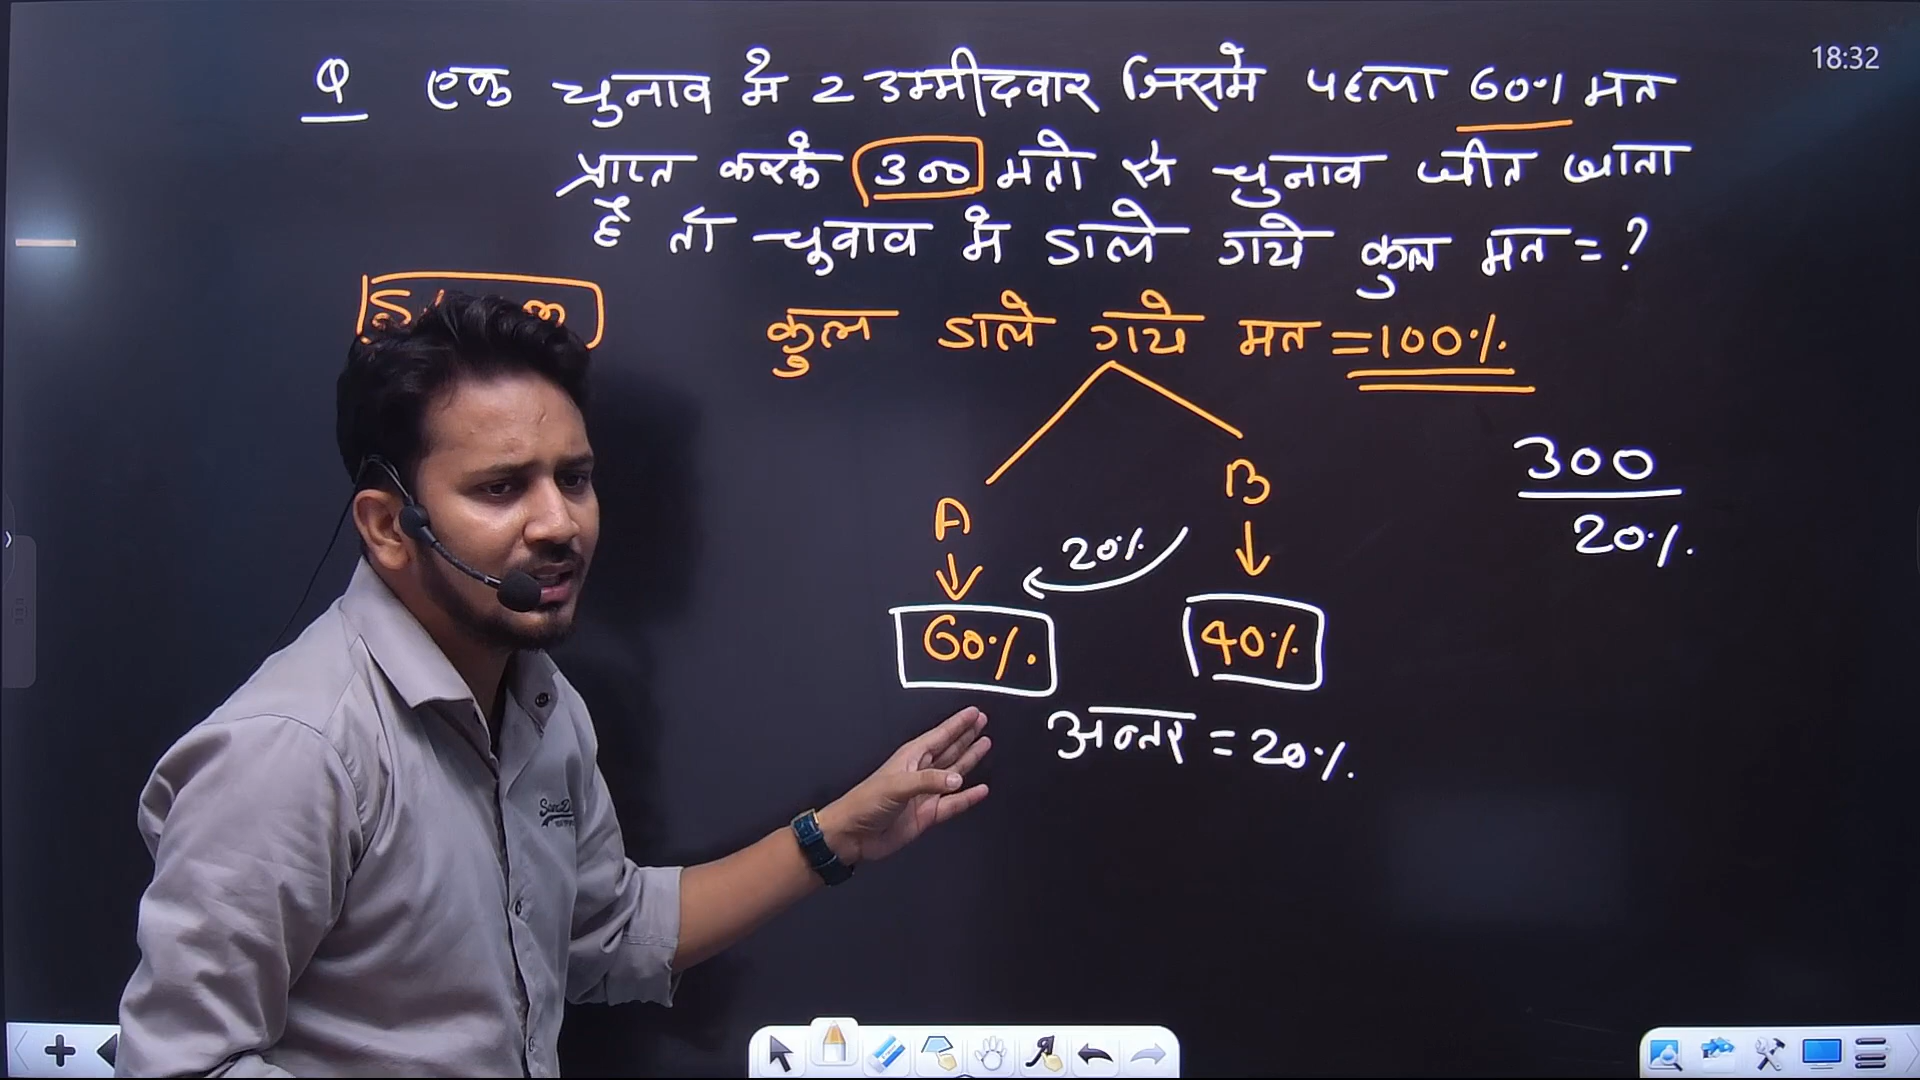 18:32
Q एक चुनाव मे 2 उम्मीदवार जिसमे पहला 60% मत
प्राप्त करके 300 मतो से चुनाव जीत जाता
है तो चुवाव मे डाले गये कुल मत = ?
कुल डाले गये मत = 100%
300
20%
A
B
20%
60%
40%
अन्तर = 20%